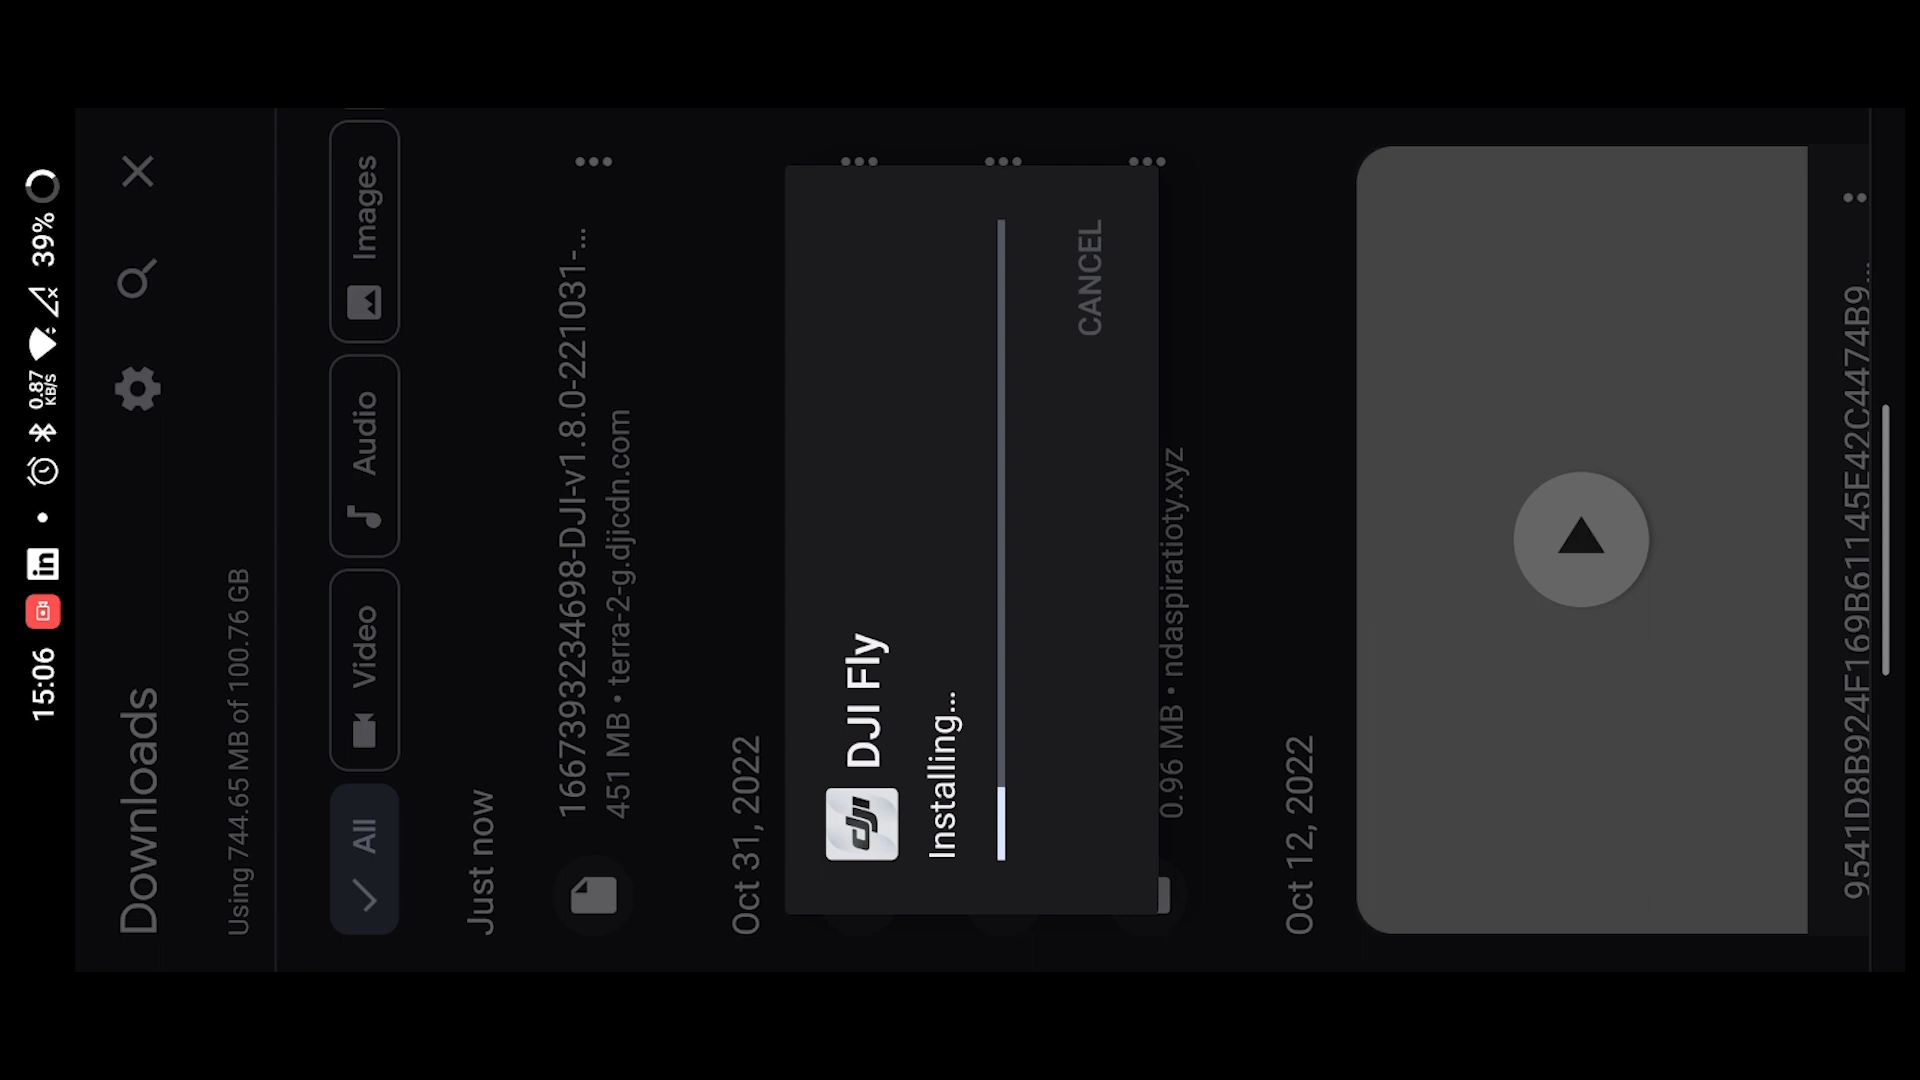 15:06
in
0.87
KB/S
39%
Downloads
Using 744.65 MB of 100.76 GB
All
Video
Audio
Images
Just now
1667393234698-DJI-v1.8.0-221031-...
451 MB • terra-2-g.djicdn.com
Oct 31, 2022
dji
DJI Fly
Installing...
CANCEL
0.96 MB • ndaspiratioty.xyz
Oct 12, 2022
9541D8B924F169B61145E42C4474B9...